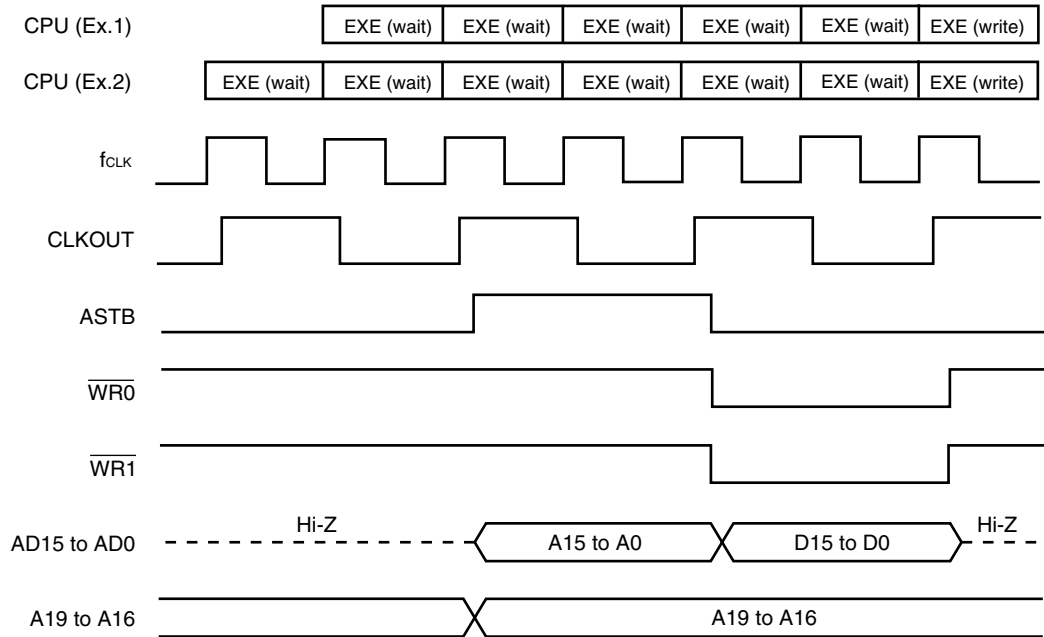 CPU (Ex.1) EXE (wait) EXE (wait) EXE (wait) EXE (wait) EXE (wait) EXE (write)
CPU (Ex.2) EXE (wait) EXE (wait) EXE (wait) EXE (wait) EXE (wait) EXE (wait) EXE (write)
fCLK
CLKOUT
ASTB
WR0
WR1
AD15 to AD0 Hi-Z A15 to A0 D15 to D0 Hi-Z
A19 to A16 A19 to A16